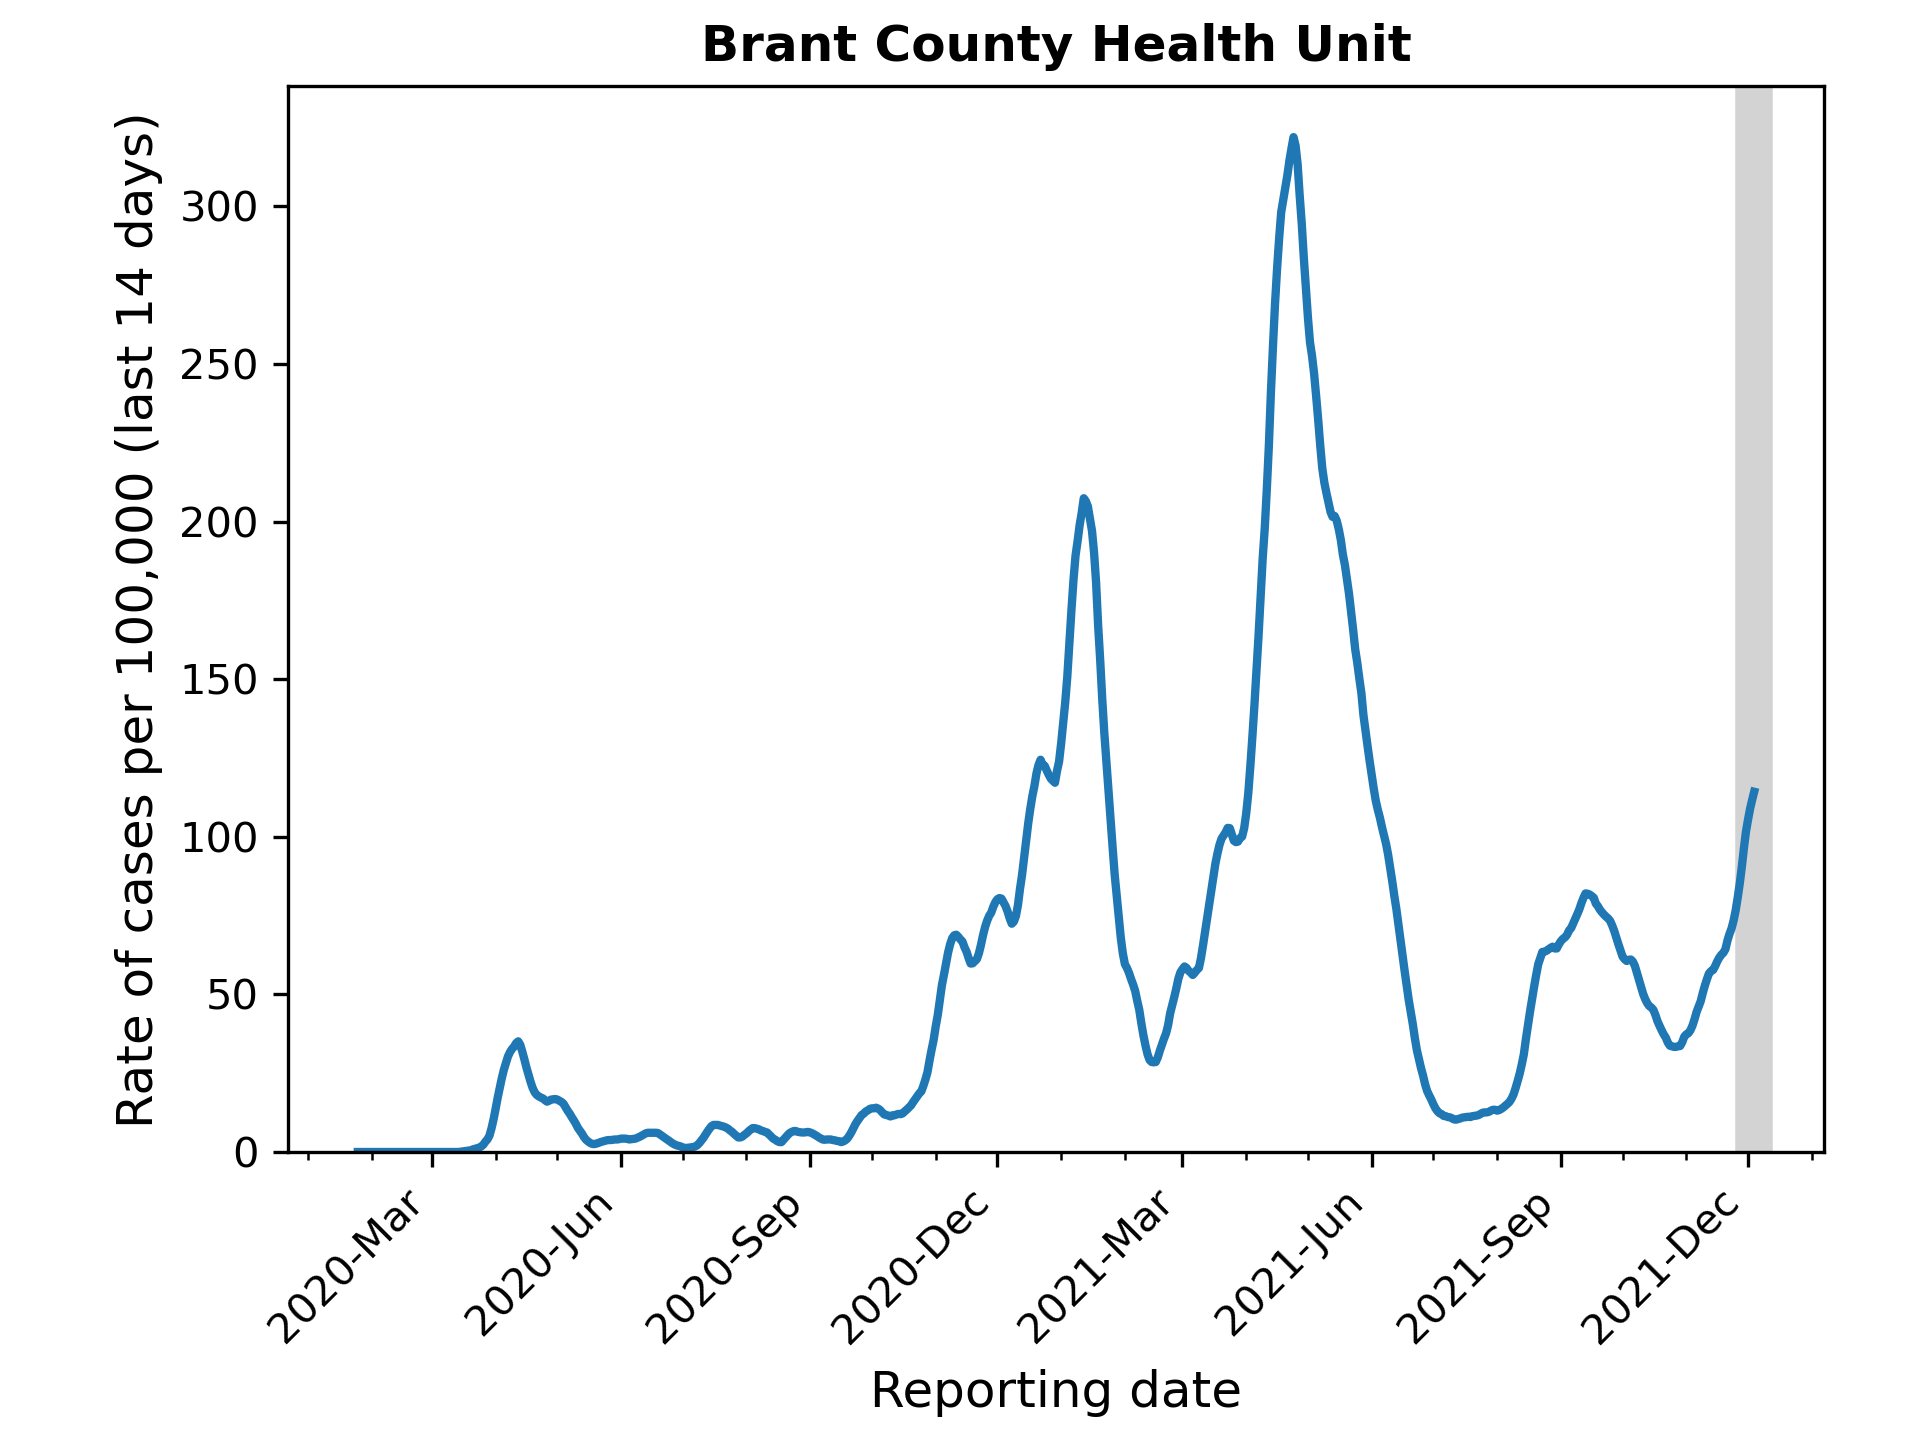 Brant County Health Unit
Rate of cases per 100,000 (last 14 days)
300
250
200
150
100
50
0
2020-Mar
2020-Jun
2020-Sep
2020-Dec
2021-Mar
2021-Jun
2021-Sep
2021-Dec
Reporting date